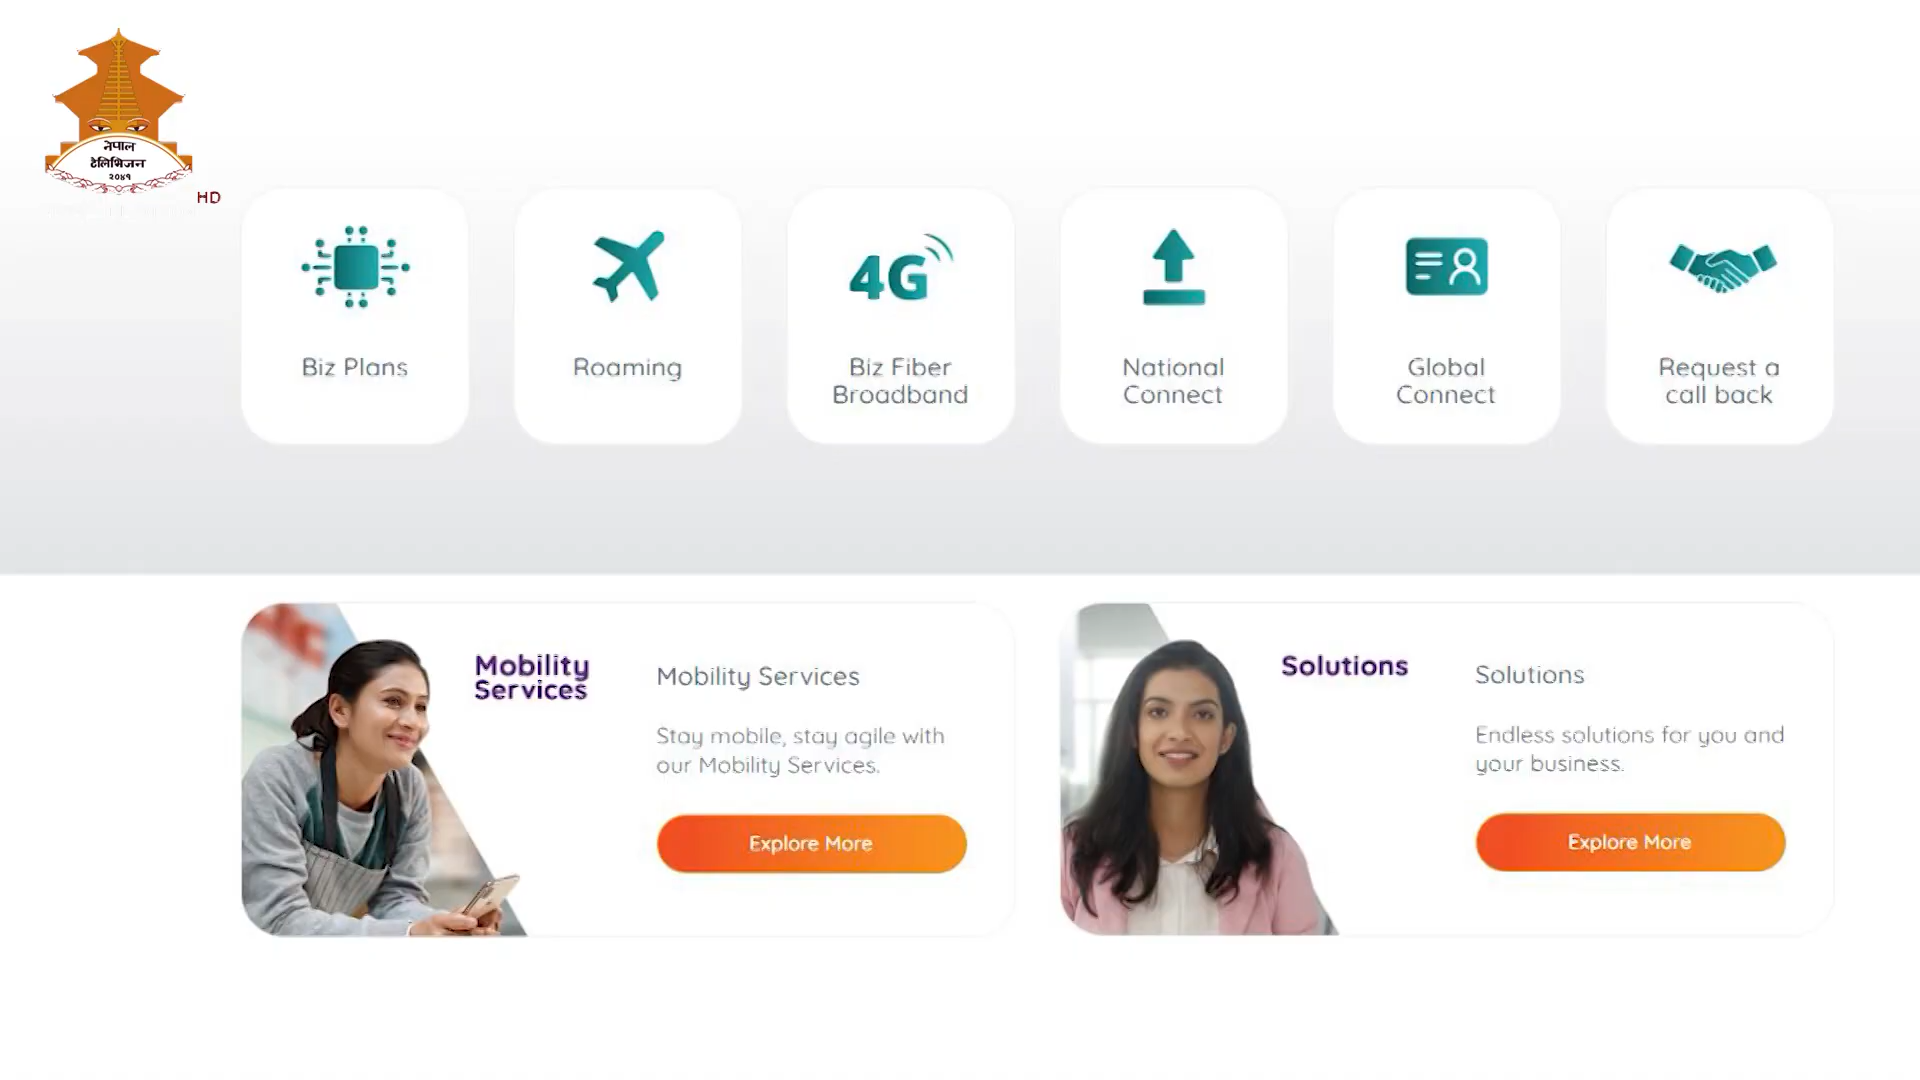 नेपाल
टेलिभिजन
२०४१
HD
Biz Plans
Roaming
4G
Biz Fiber
Broadband
National
Connect
Global
Connect
Request a
call back
Mobility
Services
Mobility Services
Stay mobile, stay agile with
our Mobility Services.
Explore More
Solutions
Solutions
Endless solutions for you and
your business.
Explore More